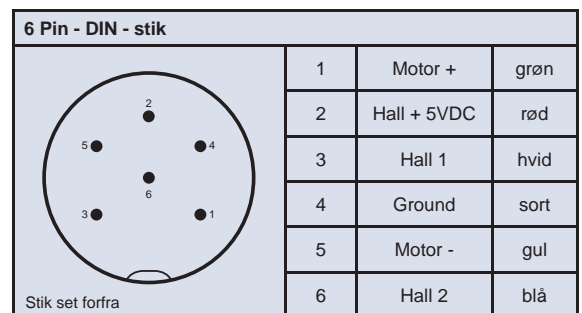 6 Pin - DIN - stik
2
5
4
6
3
1
Stik set forfra
1 Motor + grøn
2 Hall + 5VDC rød
3 Hall 1 hvid
4 Ground sort
5 Motor - gul
6 Hall 2 blå